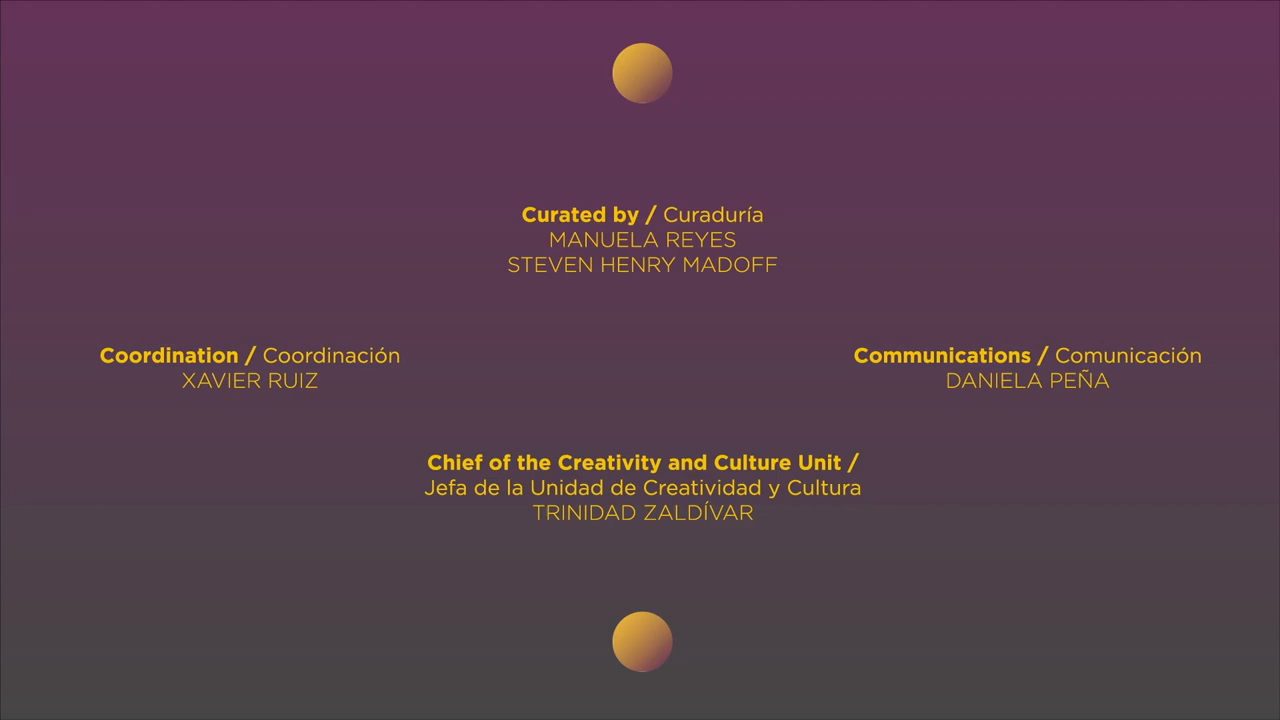 Curated by / Curaduría
MANUELA REYES
STEVEN HENRY MADOFF
Coordination / Coordinación
XAVIER RUIZ
Communications / Comunicación
DANIELA PEÑA
Chief of the Creativity and Culture Unit /
Jefa de la Unidad de Creatividad y Cultura
TRINIDAD ZALDÍVAR